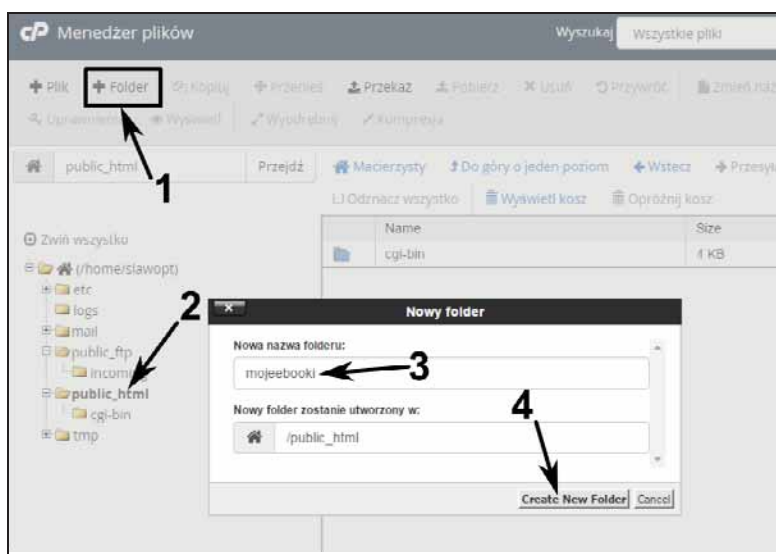 cP Menedżer plików Wyszukaj Wszystkie pliki
Plik Folder Kopiuj Przenieś Przekaż Pobierz Usuń Przywróć Zmień naz
Uprawnienia Wyświetl Wyodrębnij Kompresja
1
public_html Przejdź Macierzysty Do góry o jeden poziom Wstecz Przesyła
Odznacz wszystko Wyświetl kosz Opróżnij kosz
Zwiń wszystko
Name Size
cgi-bin 4 KB
(/home/slawopt)
etc
logs
mail
public_ftp
incoming
public_html
cgi-bin
tmp
2
Nowy folder
Nowa nazwa folderu:
mojeebooki
3
Nowy folder zostanie utworzony w:
/public_html
4
Create New Folder Cancel